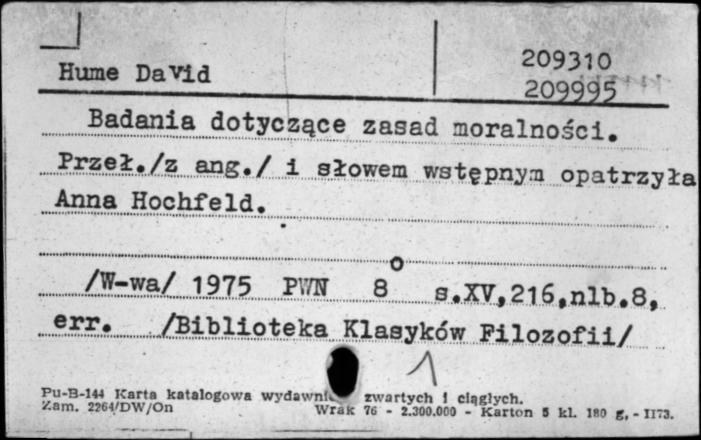 209310
Hume David 209995
Badania dotyczące zasad moralności.
Przeł./z ang./ i słowem wstępnym opatrzyła
Anna Hochfeld.
/W-wa/ 1975 PWN 8° s.XV,216,nlb.8,
err. /Biblioteka Klasyków Filozofii/
1
Pu-B-144 Karta katalogowa zwartych i ciągłych.
Zam. 2264/DW/On Wrak 76 - 2.300.000 - Karton 5 kl. 180 g. - II73.